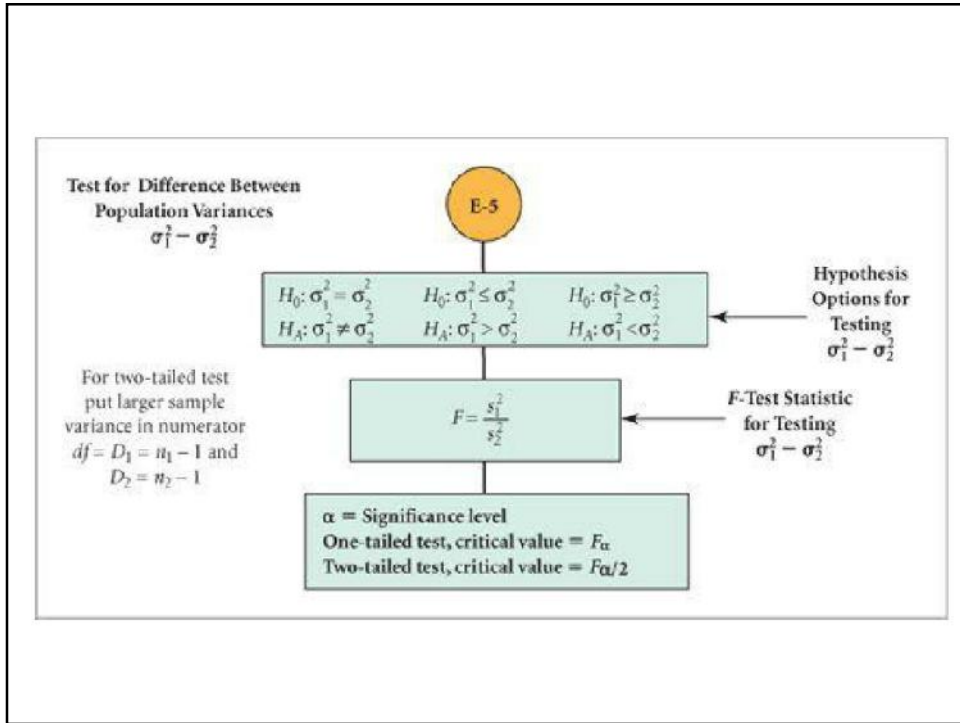 Test for Difference Between
Population Variances
σ₁² − σ₂²
E-5
H₀: σ₁² = σ₂²   H₀: σ₁² ≤ σ₂²   H₀: σ₁² ≥ σ₂²
H_A: σ₁² ≠ σ₂²   H_A: σ₁² > σ₂²   H_A: σ₁² < σ₂²
Hypothesis
Options for
Testing
σ₁² − σ₂²
For two-tailed test
put larger sample
variance in numerator
df = D₁ = n₁ − 1 and
D₂ = n₂ − 1
F = s₁²/s₂²
F-Test Statistic
for Testing
σ₁² − σ₂²
α = Significance level
One-tailed test, critical value = F_α
Two-tailed test, critical value = F_α/2